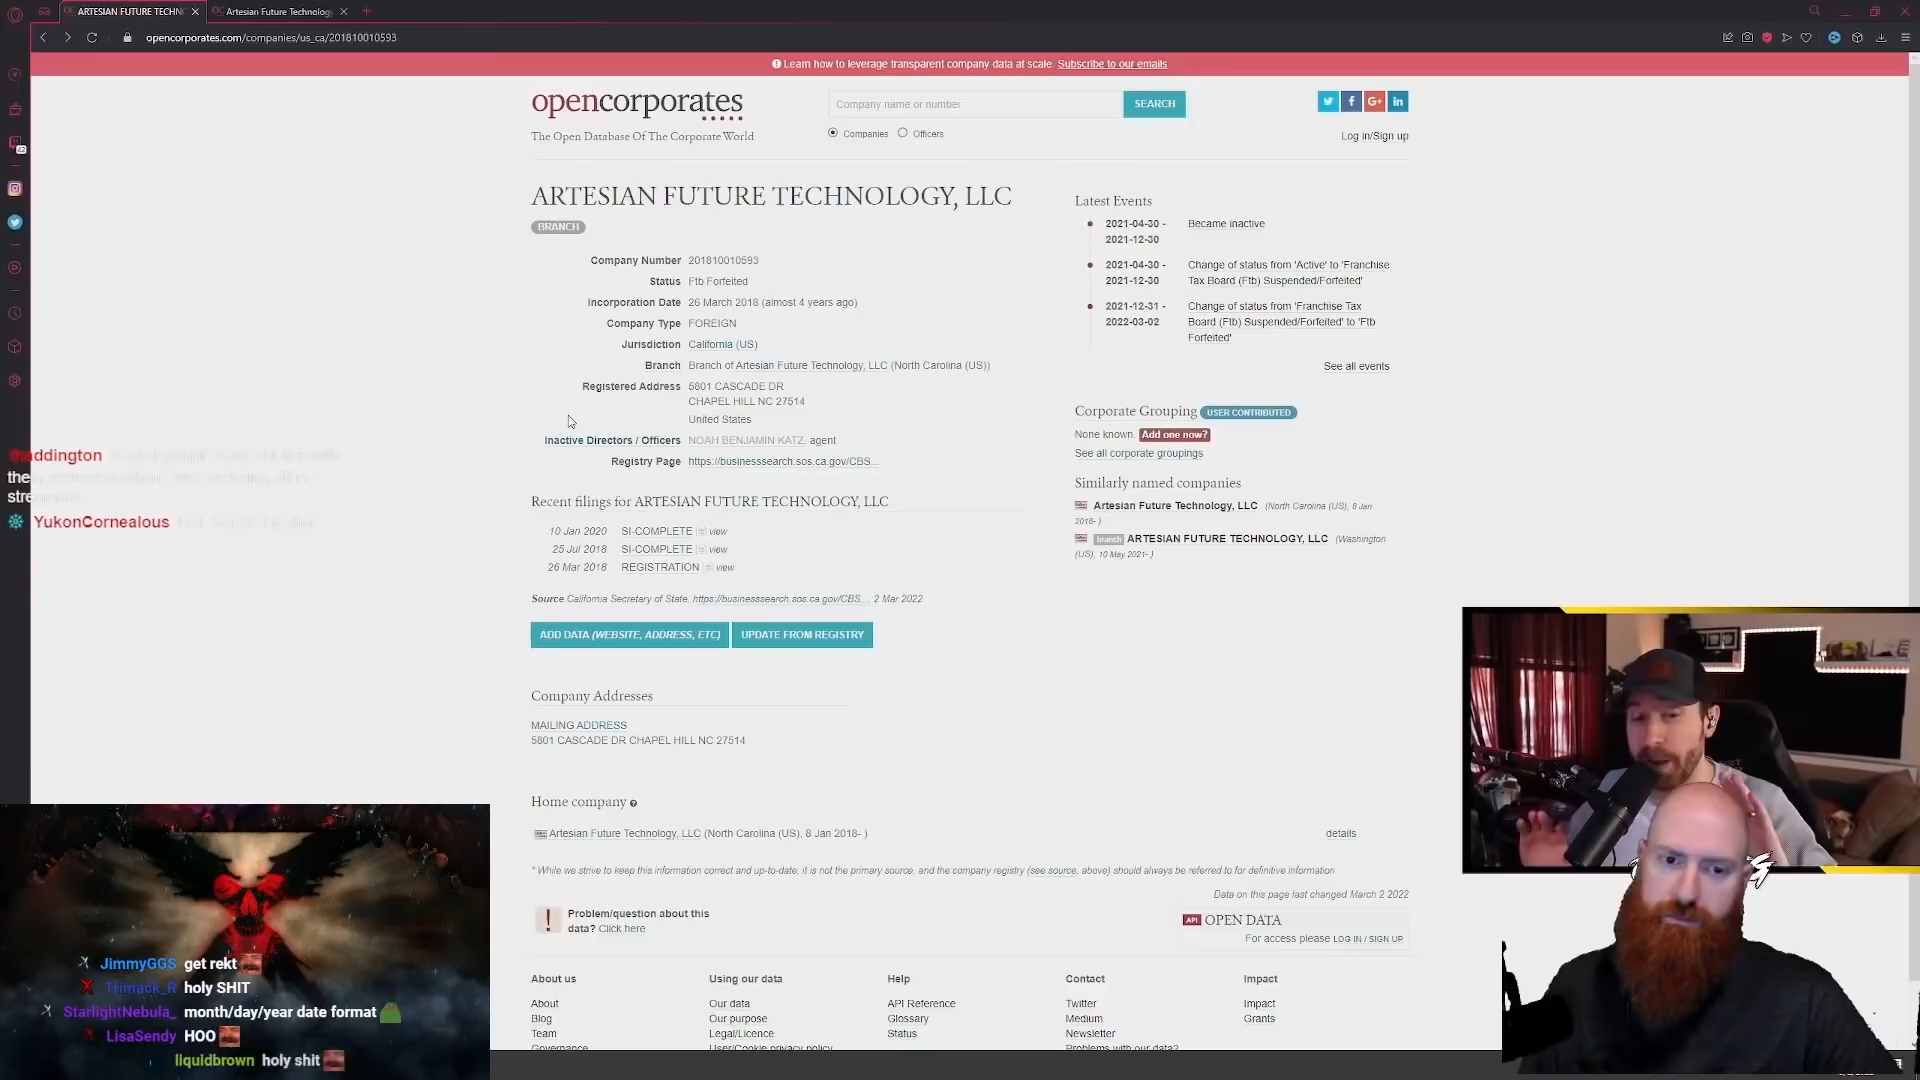 ARTESIAN FUTURE TECHN
Artesian Future Technology,
opencorporates.com/companies/us_ca/201810010593
Learn how to leverage transparent company data at scale. Subscribe to our emails
opencorporates
The Open Database Of The Corporate World
Company name or number
SEARCH
Companies
Officers
Log in/Sign up
ARTESIAN FUTURE TECHNOLOGY, LLC
BRANCH
Company Number 201810010593
Status Ftb Forfeited
Incorporation Date 26 March 2018 (almost 4 years ago)
Company Type FOREIGN
Jurisdiction California (US)
Branch Branch of Artesian Future Technology, LLC (North Carolina (US))
Registered Address 5801 CASCADE DR
CHAPEL HILL NC 27514
United States
Inactive Directors / Officers NOAH BENJAMIN KATZ, agent
Registry Page https://businesssearch.sos.ca.gov/CBS...
Recent filings for ARTESIAN FUTURE TECHNOLOGY, LLC
10 Jan 2020 SI-COMPLETE view
25 Jul 2018 SI-COMPLETE view
26 Mar 2018 REGISTRATION view
Source California Secretary of State, https://businesssearch.sos.ca.gov/CBS..., 2 Mar 2022
ADD DATA (WEBSITE, ADDRESS, ETC)
UPDATE FROM REGISTRY
Company Addresses
MAILING ADDRESS
5801 CASCADE DR CHAPEL HILL NC 27514
Home company
Artesian Future Technology, LLC (North Carolina (US), 8 Jan 2018- )
details
* While we strive to keep this information correct and up-to-date, it is not the primary source, and the company registry (see source, above) should always be referred to for definitive information
Data on this page last changed March 2 2022
Problem/question about this
data? Click here
API OPEN DATA
For access please LOG IN / SIGN UP
Latest Events
2021-04-30 -
2021-12-30
Became inactive
2021-04-30 -
2021-12-30
Change of status from 'Active' to 'Franchise
Tax Board (Ftb) Suspended/Forfeited'
2021-12-31 -
2022-03-02
Change of status from 'Franchise Tax
Board (Ftb) Suspended/Forfeited' to 'Ftb
Forfeited'
See all events
Corporate Grouping USER CONTRIBUTED
None known. Add one now?
See all corporate groupings
Similarly named companies
Artesian Future Technology, LLC (North Carolina (US), 8 Jan
2018- )
branch ARTESIAN FUTURE TECHNOLOGY, LLC (Washington
(US), 10 May 2021- )
About us
About
Blog
Team
Governance
Using our data
Our data
Our purpose
Legal/Licence
User/Cookie privacy policy
Help
API Reference
Glossary
Status
Contact
Twitter
Medium
Newsletter
Problems with our data?
Impact
Impact
Grants
the
stre
YukonCornealous
JimmyGGS get rekt
Trimack_R holy SHIT
StarlightNebula_ month/day/year date format
LisaSendy HOO
liquidbrown holy shit